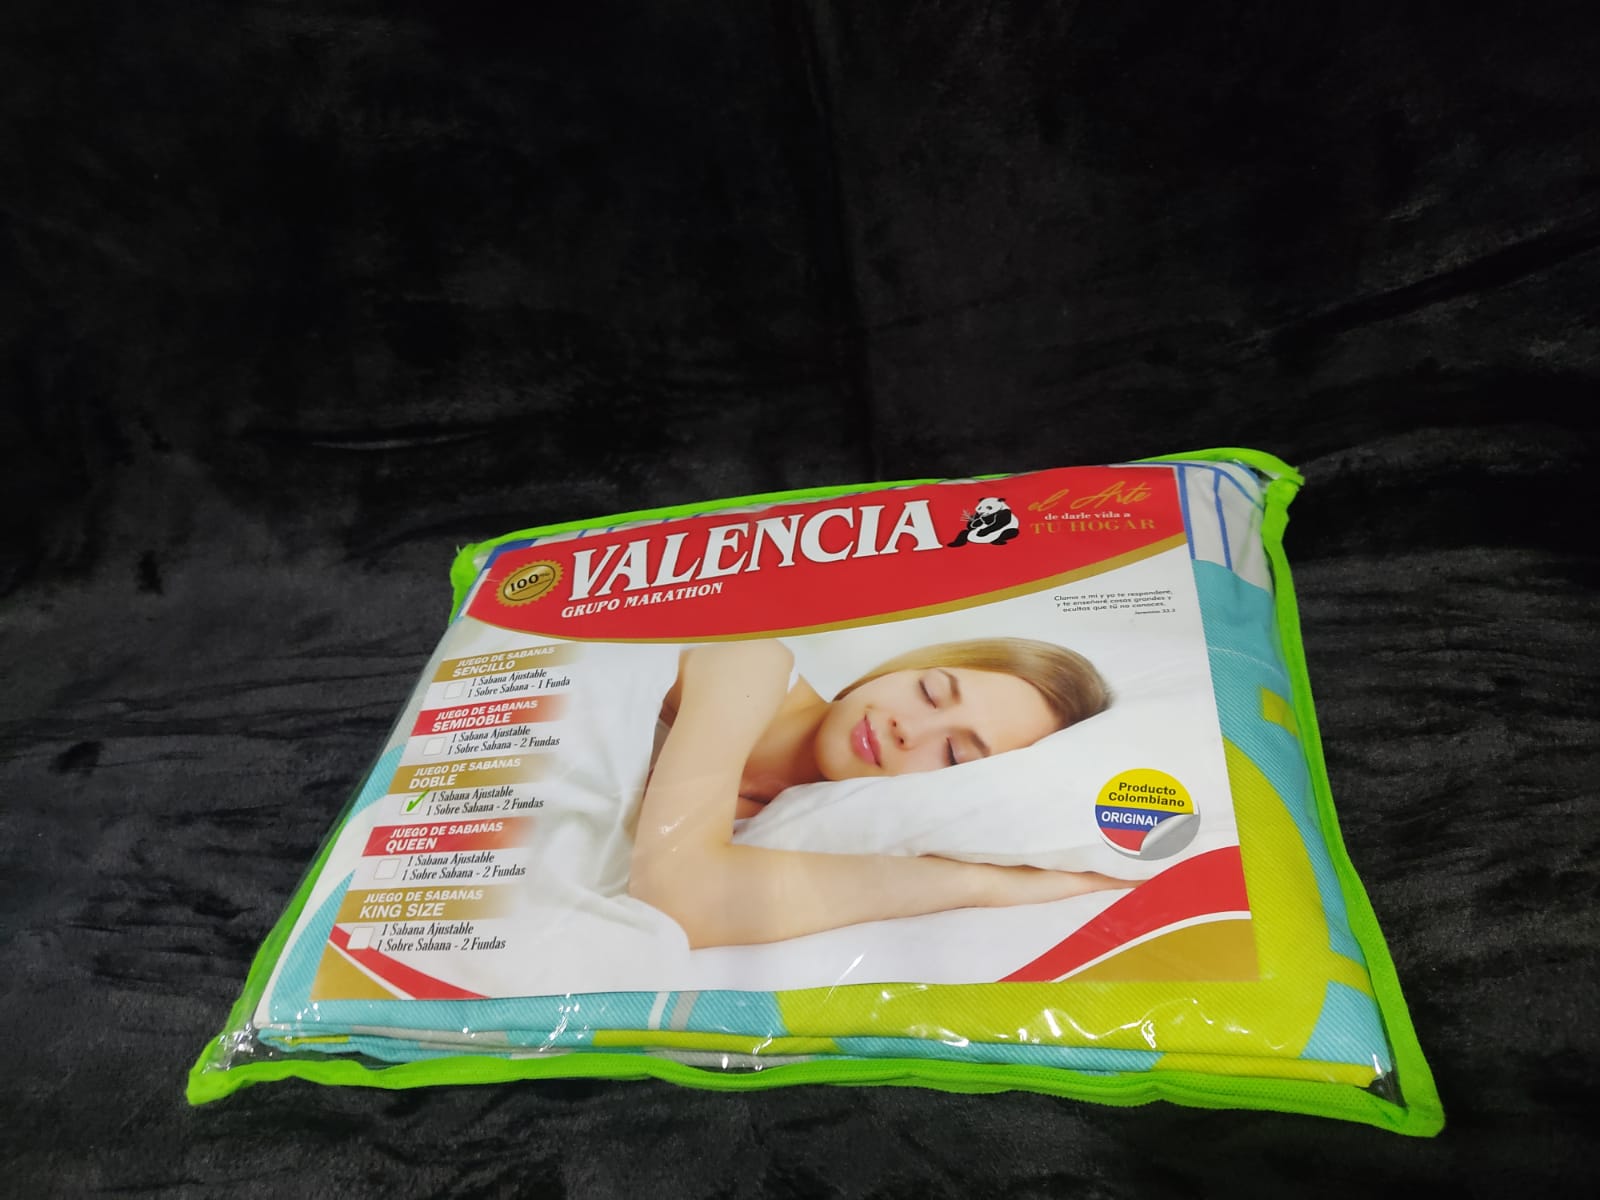 100%
VALENCIA
GRUPO MARATHON
el Arte
de darle vida a
TU HOGAR
Clama a mi y yo te responderé,
y te enseñaré cosas grandes y
ocultas que tú no conoces.
Jeremías 33.3
JUEGO DE SABANAS
SENCILLO
1 Sabana Ajustable
1 Sobre Sabana - 1 Funda
JUEGO DE SABANAS
SEMIDOBLE
1 Sabana Ajustable
1 Sobre Sabana - 2 Fundas
JUEGO DE SABANAS
DOBLE
1 Sabana Ajustable
1 Sobre Sabana - 2 Fundas
JUEGO DE SABANAS
QUEEN
1 Sabana Ajustable
1 Sobre Sabana - 2 Fundas
JUEGO DE SABANAS
KING SIZE
1 Sabana Ajustable
1 Sobre Sabana - 2 Fundas
Producto
Colombiano
ORIGINAL